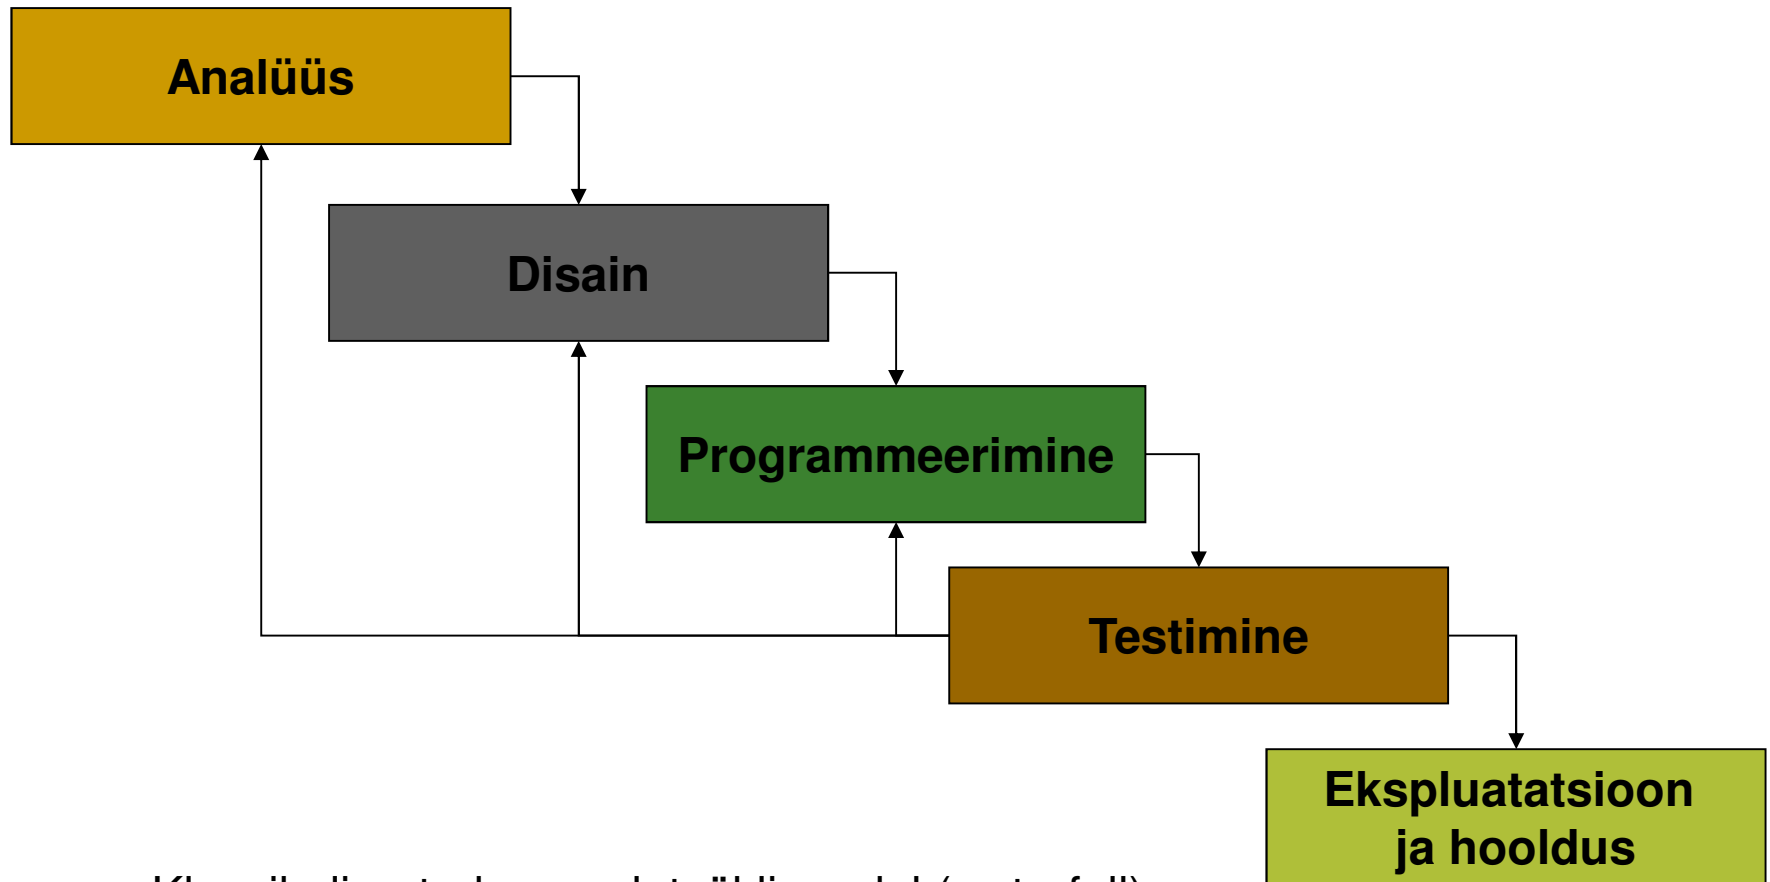 Analüüs
Disain
Programmeerimine
Testimine
Ekspluatatsioon
ja hooldus